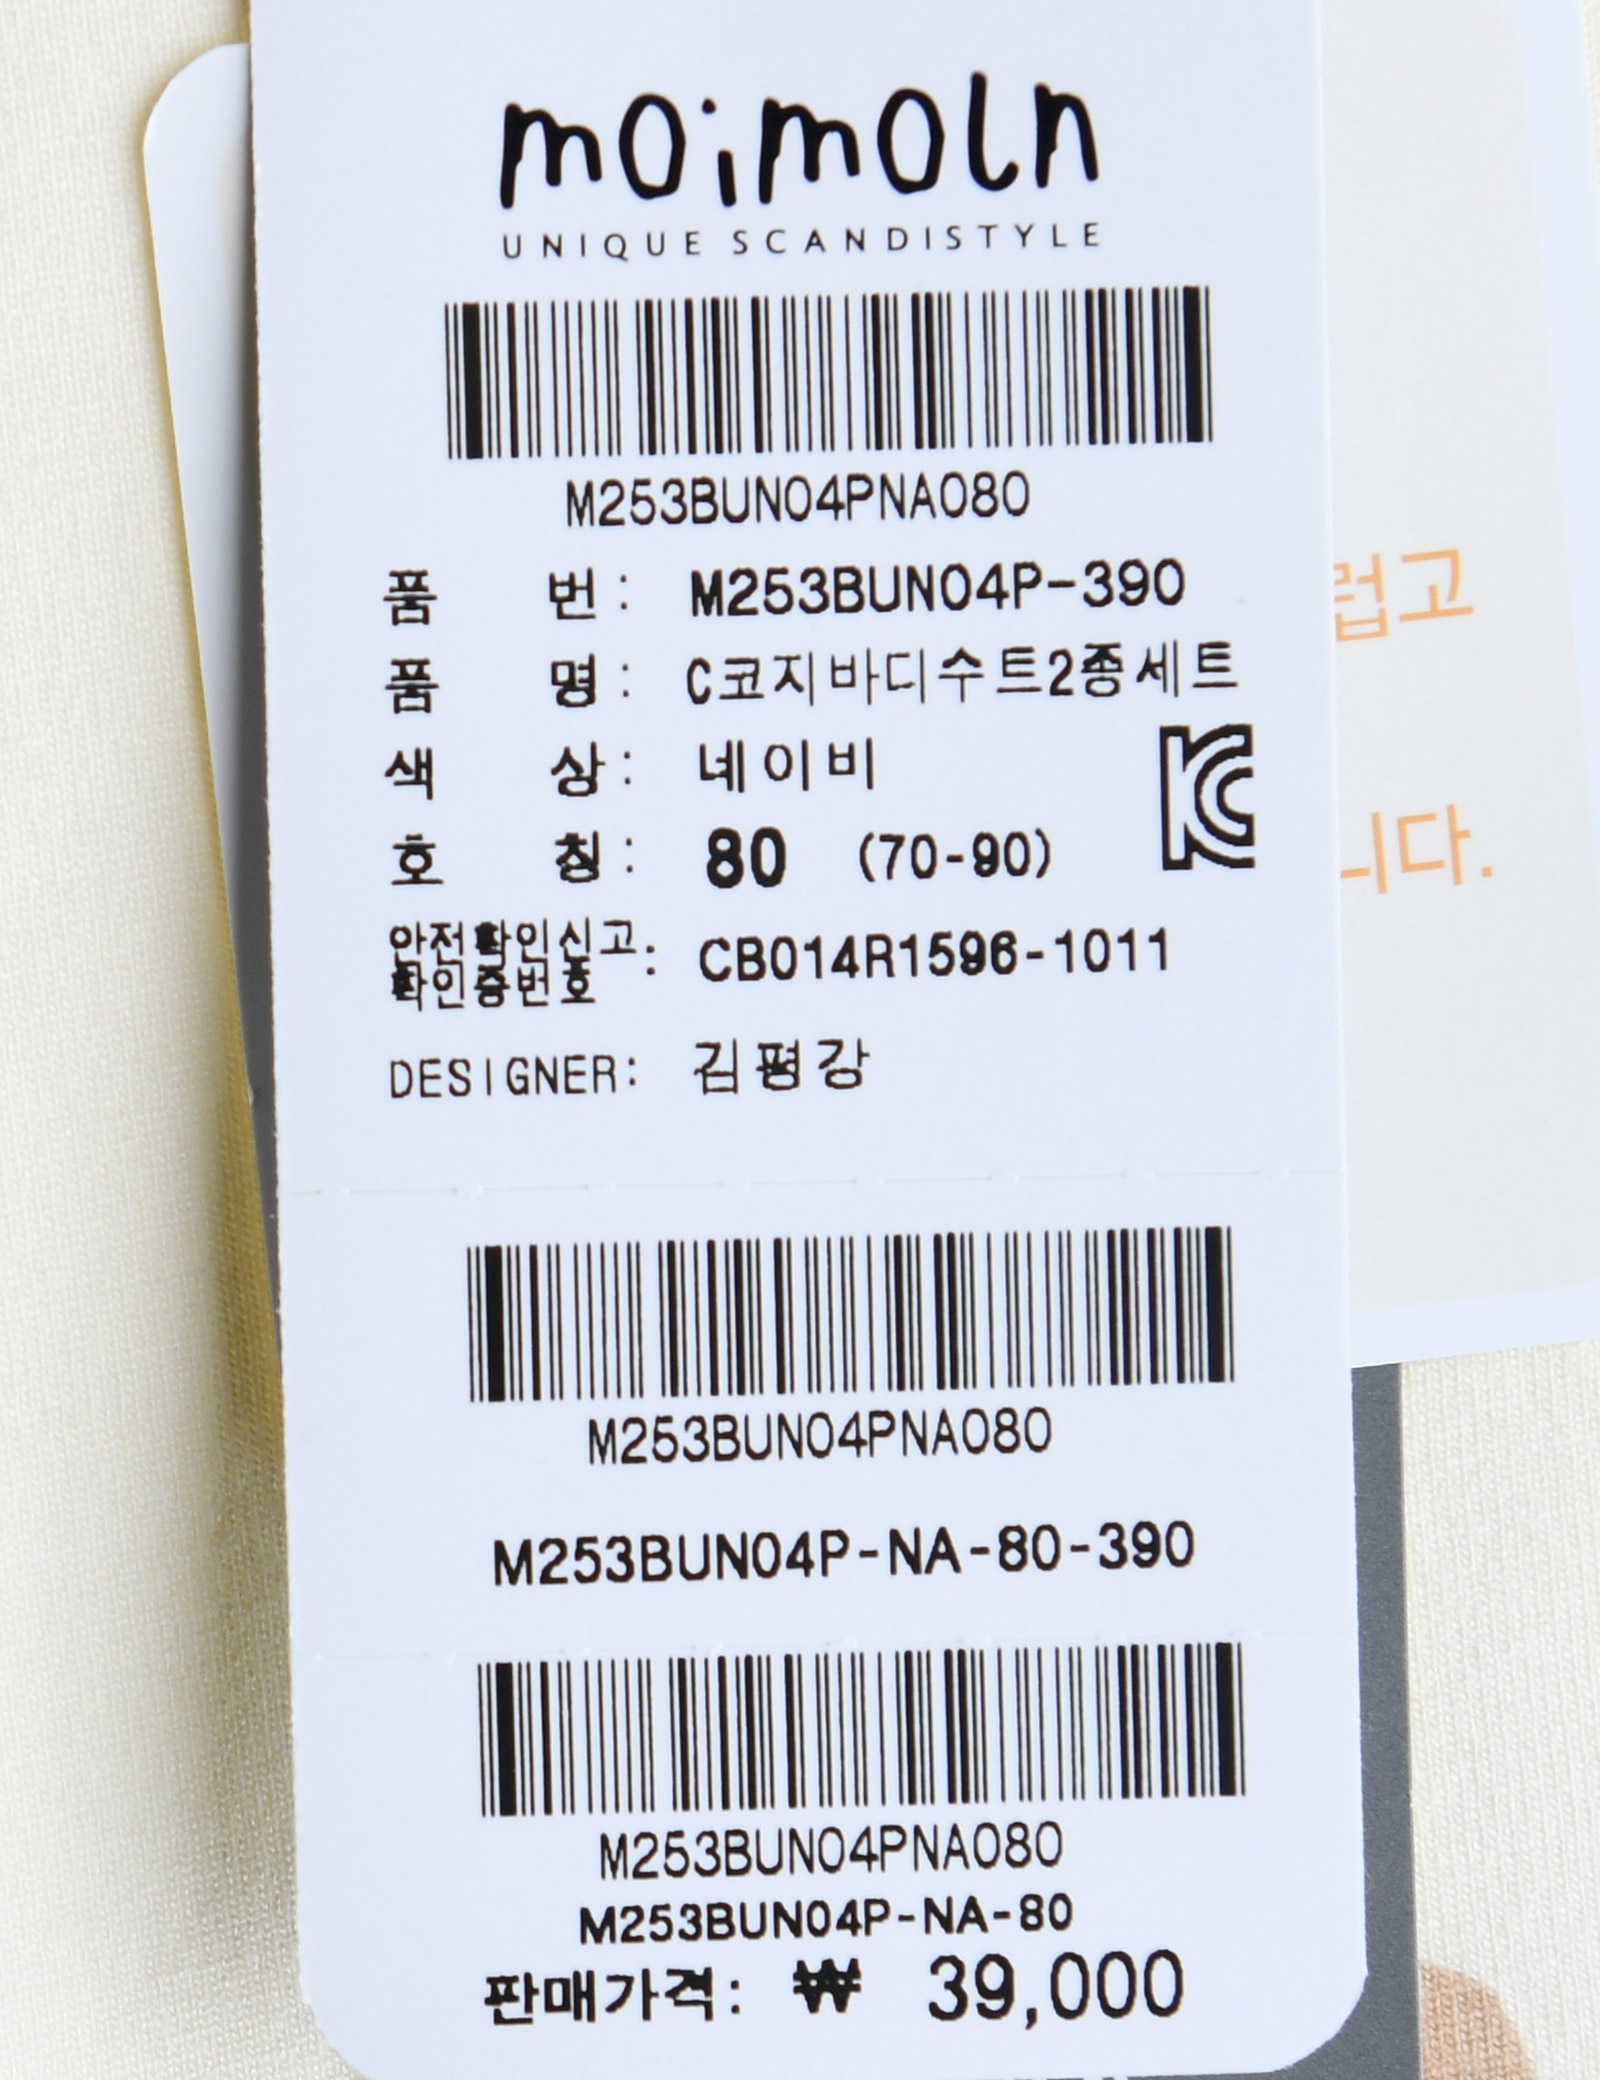 moimoln
UNIQUE SCANDISTYLE
M253BUN04PNA080
품 번: M253BUN04P-390
품 명: C코지바디수트2종세트
색 상: 네이비
호 칭: 80 (70-90)
안전확인신고:
확인증번호
CB014R1596-1011
DESIGNER: 김평강
M253BUN04PNA080
M253BUN04P-NA-80-390
M253BUN04PNA080
M253BUN04P-NA-80
판매가격: ₩ 39,000
럽고
니다.